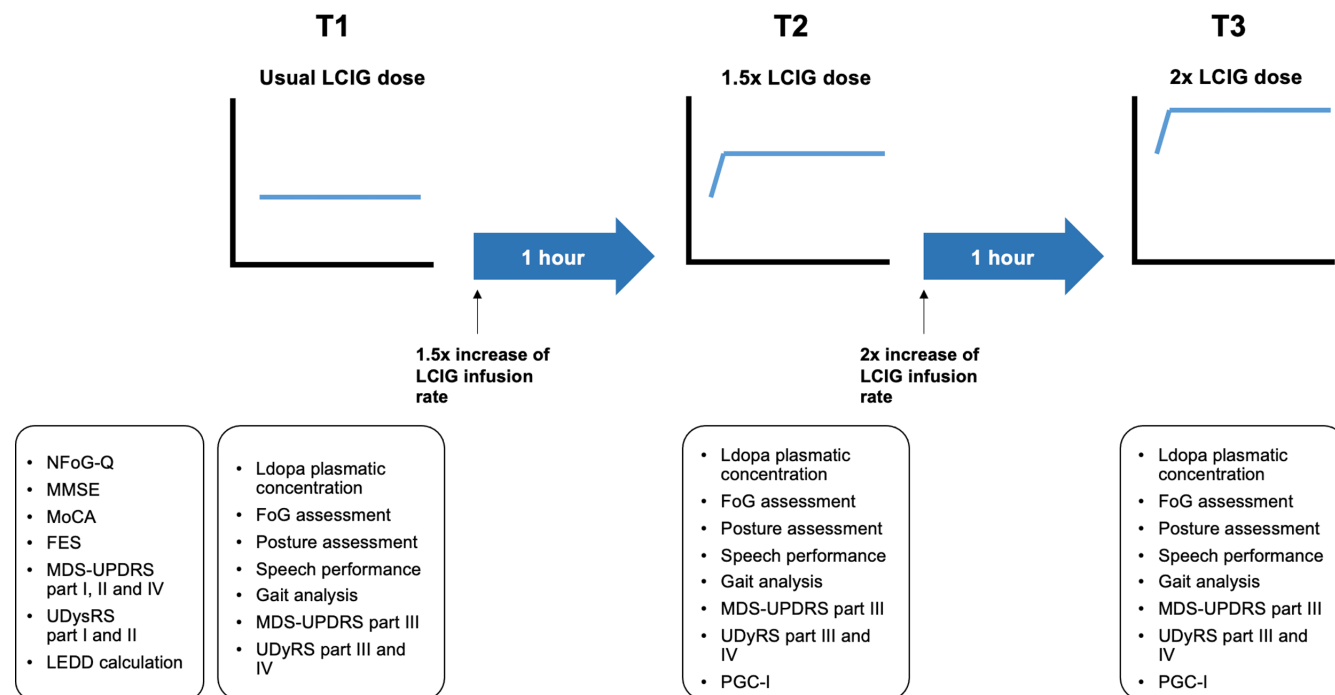 T1
Usual LCIG dose
T2
1.5x LCIG dose
T3
2x LCIG dose
1 hour
1 hour
1.5x increase of
LCIG infusion
rate
2x increase of
LCIG infusion
rate
• NFoG-Q
• MMSE
• MoCA
• FES
• MDS-UPDRS
part I, II and IV
• UDysRS
part I and II
• LEDD calculation
• Ldopa plasmatic
concentration
• FoG assessment
• Posture assessment
• Speech performance
• Gait analysis
• MDS-UPDRS part III
• UDyRS part III and
IV
• Ldopa plasmatic
concentration
• FoG assessment
• Posture assessment
• Speech performance
• Gait analysis
• MDS-UPDRS part III
• UDyRS part III and
IV
• PGC-I
• Ldopa plasmatic
concentration
• FoG assessment
• Posture assessment
• Speech performance
• Gait analysis
• MDS-UPDRS part III
• UDyRS part III and
IV
• PGC-I